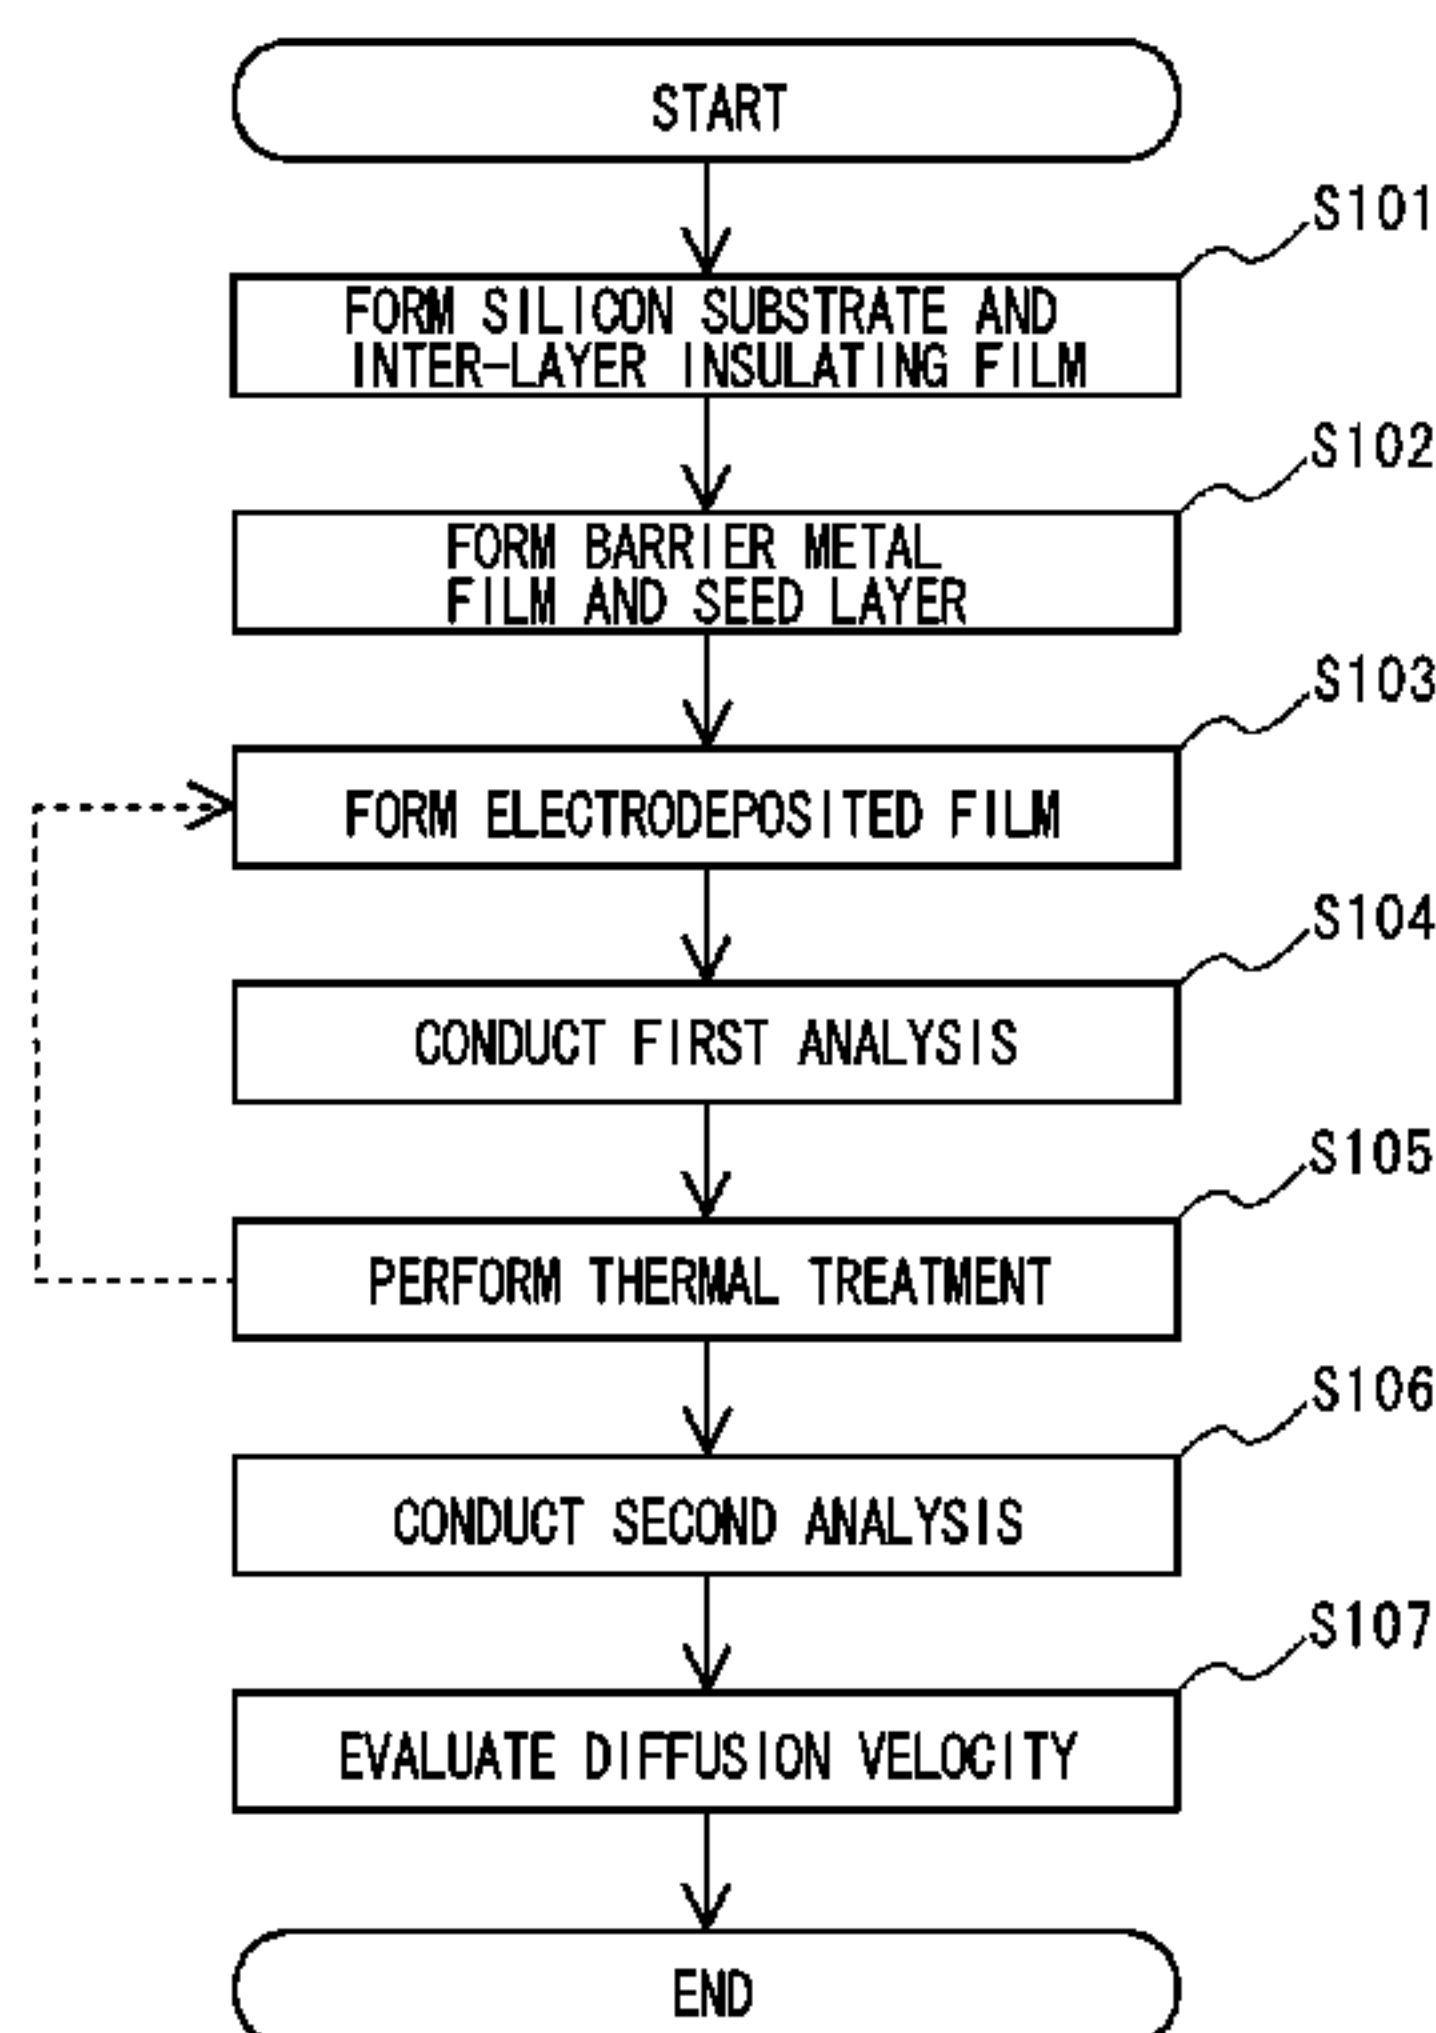 START
S101
FORM SILICON SUBSTRATE AND
INTER-LAYER INSULATING FILM
S102
FORM BARRIER METAL
FILM AND SEED LAYER
S103
FORM ELECTRODEPOSITED FILM
S104
CONDUCT FIRST ANALYSIS
S105
PERFORM THERMAL TREATMENT
S106
CONDUCT SECOND ANALYSIS
S107
EVALUATE DIFFUSION VELOCITY
END